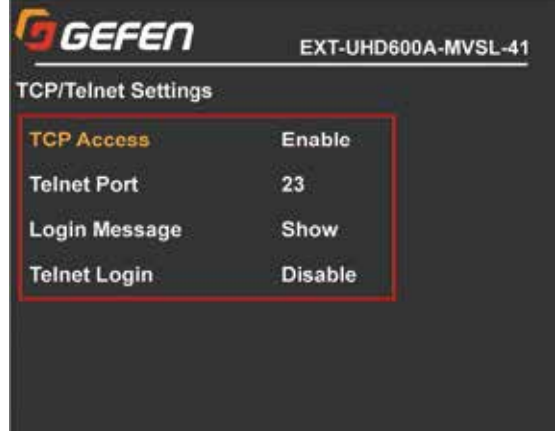 GEFEN
EXT-UHD600A-MVSL-41
TCP/Telnet Settings
TCP Access Enable
Telnet Port 23
Login Message Show
Telnet Login Disable